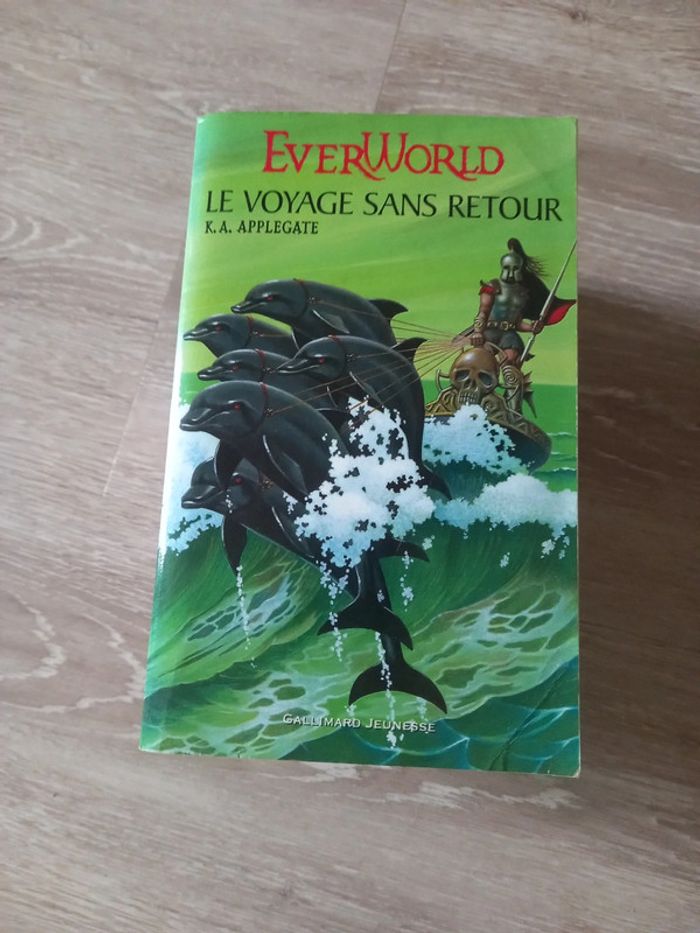 EVERWORLD
LE VOYAGE SANS RETOUR
K. A. APPLEGATE
GALLIMARD JEUNESSE